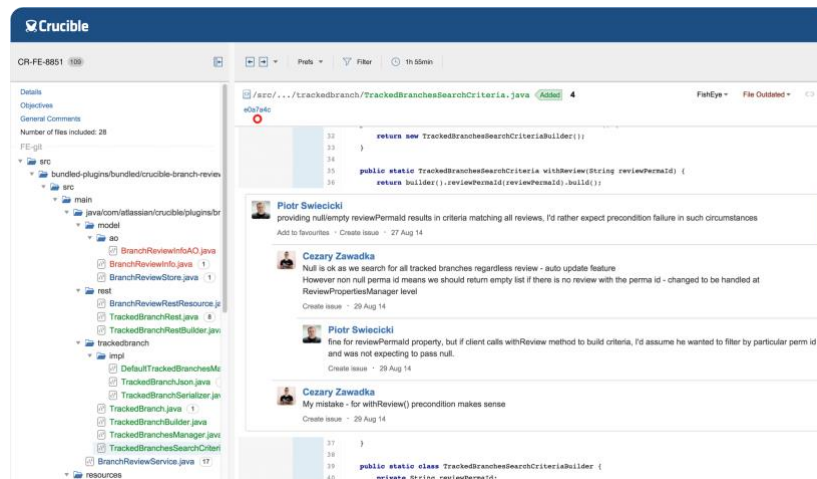 Crucible
CR-FE-8851 109
Prefs Filter 1h 55min
Details
Objectives
General Comments
Number of files included: 28
FE-git
src
bundled-plugins/bundled/crucible-branch-review
src
main
java/com/atlassian/crucible/plugins/br
model
ao
BranchReviewInfoAO.java
BranchReviewInfo.java 1
BranchReviewStore.java 1
rest
BranchReviewRestResource.ja
TrackedBranchRest.java 8
TrackedBranchRestBuilder.java
trackedbranch
impl
DefaultTrackedBranchesMa
TrackedBranchJson.java
TrackedBranchSerializer.jav
TrackedBranch.java 1
TrackedBranchBuilder.java
TrackedBranchesManager.java
TrackedBranchesSearchCriteri
BranchReviewService.java 17
resources
/src/.../trackedbranch/TrackedBranchesSearchCriteria.java Added 4 FishEye File Outdated
e0a7a4c
32 return new TrackedBranchesSearchCriteriaBuilder();
33 }
34
35 public static TrackedBranchesSearchCriteria withReview(String reviewPermaId) {
36 return builder().reviewPermaId(reviewPermaId).build();
Piotr Swiecicki
providing null/empty reviewPermaId results in criteria matching all reviews, I'd rather expect precondition failure in such circumstances
Add to favourites · Create issue · 27 Aug 14
Cezary Zawadka
Null is ok as we search for all tracked branches regardless review - auto update feature
However non null perma id means we should return empty list if there is no review with the perma id - changed to be handled at
ReviewPropertiesManager level
Create issue · 29 Aug 14
Piotr Swiecicki
fine for reviewPermaId property, but if client calls withReview method to build criteria, I'd assume he wanted to filter by particular perm id
and was not expecting to pass null.
Create issue · 29 Aug 14
Cezary Zawadka
My mistake - for withReview() precondition makes sense
Create issue · 29 Aug 14
37 }
38
39 public static class TrackedBranchesSearchCriteriaBuilder {
40 private String reviewPermaId;